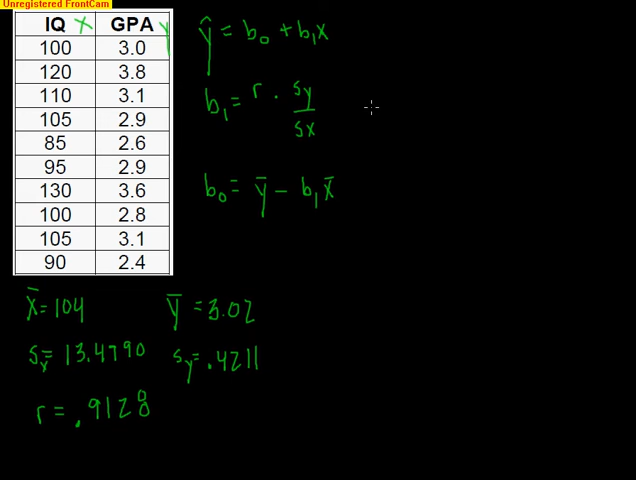 Unregistered FrontCam
IQ X GPA Y
100 3.0
120 3.8
110 3.1
105 2.9
85 2.6
95 2.9
130 3.6
100 2.8
105 3.1
90 2.4
ŷ = b₀ + b₁x
b₁ = r · sy/sx
b₀ = ȳ − b₁x̄
x̄ = 104 ȳ = 3.02
sₓ = 13.4790 s_y = .4211
r = .9128